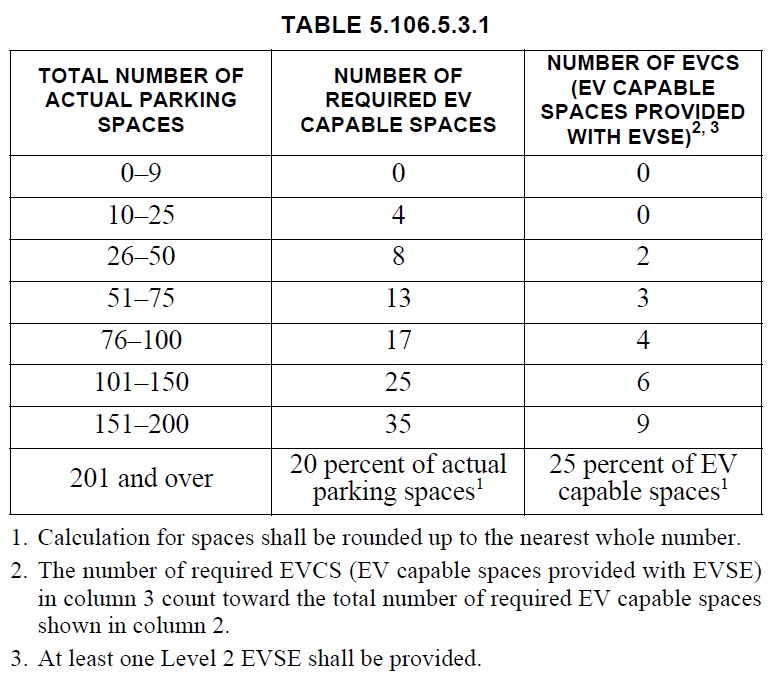 TABLE 5.106.5.3.1
TOTAL NUMBER OF
ACTUAL PARKING
SPACES
NUMBER OF
REQUIRED EV
CAPABLE SPACES
NUMBER OF EVCS
(EV CAPABLE
SPACES PROVIDED
WITH EVSE)2, 3
0–9 0 0
10–25 4 0
26–50 8 2
51–75 13 3
76–100 17 4
101–150 25 6
151–200 35 9
201 and over
20 percent of actual
parking spaces1
25 percent of EV
capable spaces1
1. Calculation for spaces shall be rounded up to the nearest whole number.
2. The number of required EVCS (EV capable spaces provided with EVSE)
in column 3 count toward the total number of required EV capable spaces
shown in column 2.
3. At least one Level 2 EVSE shall be provided.